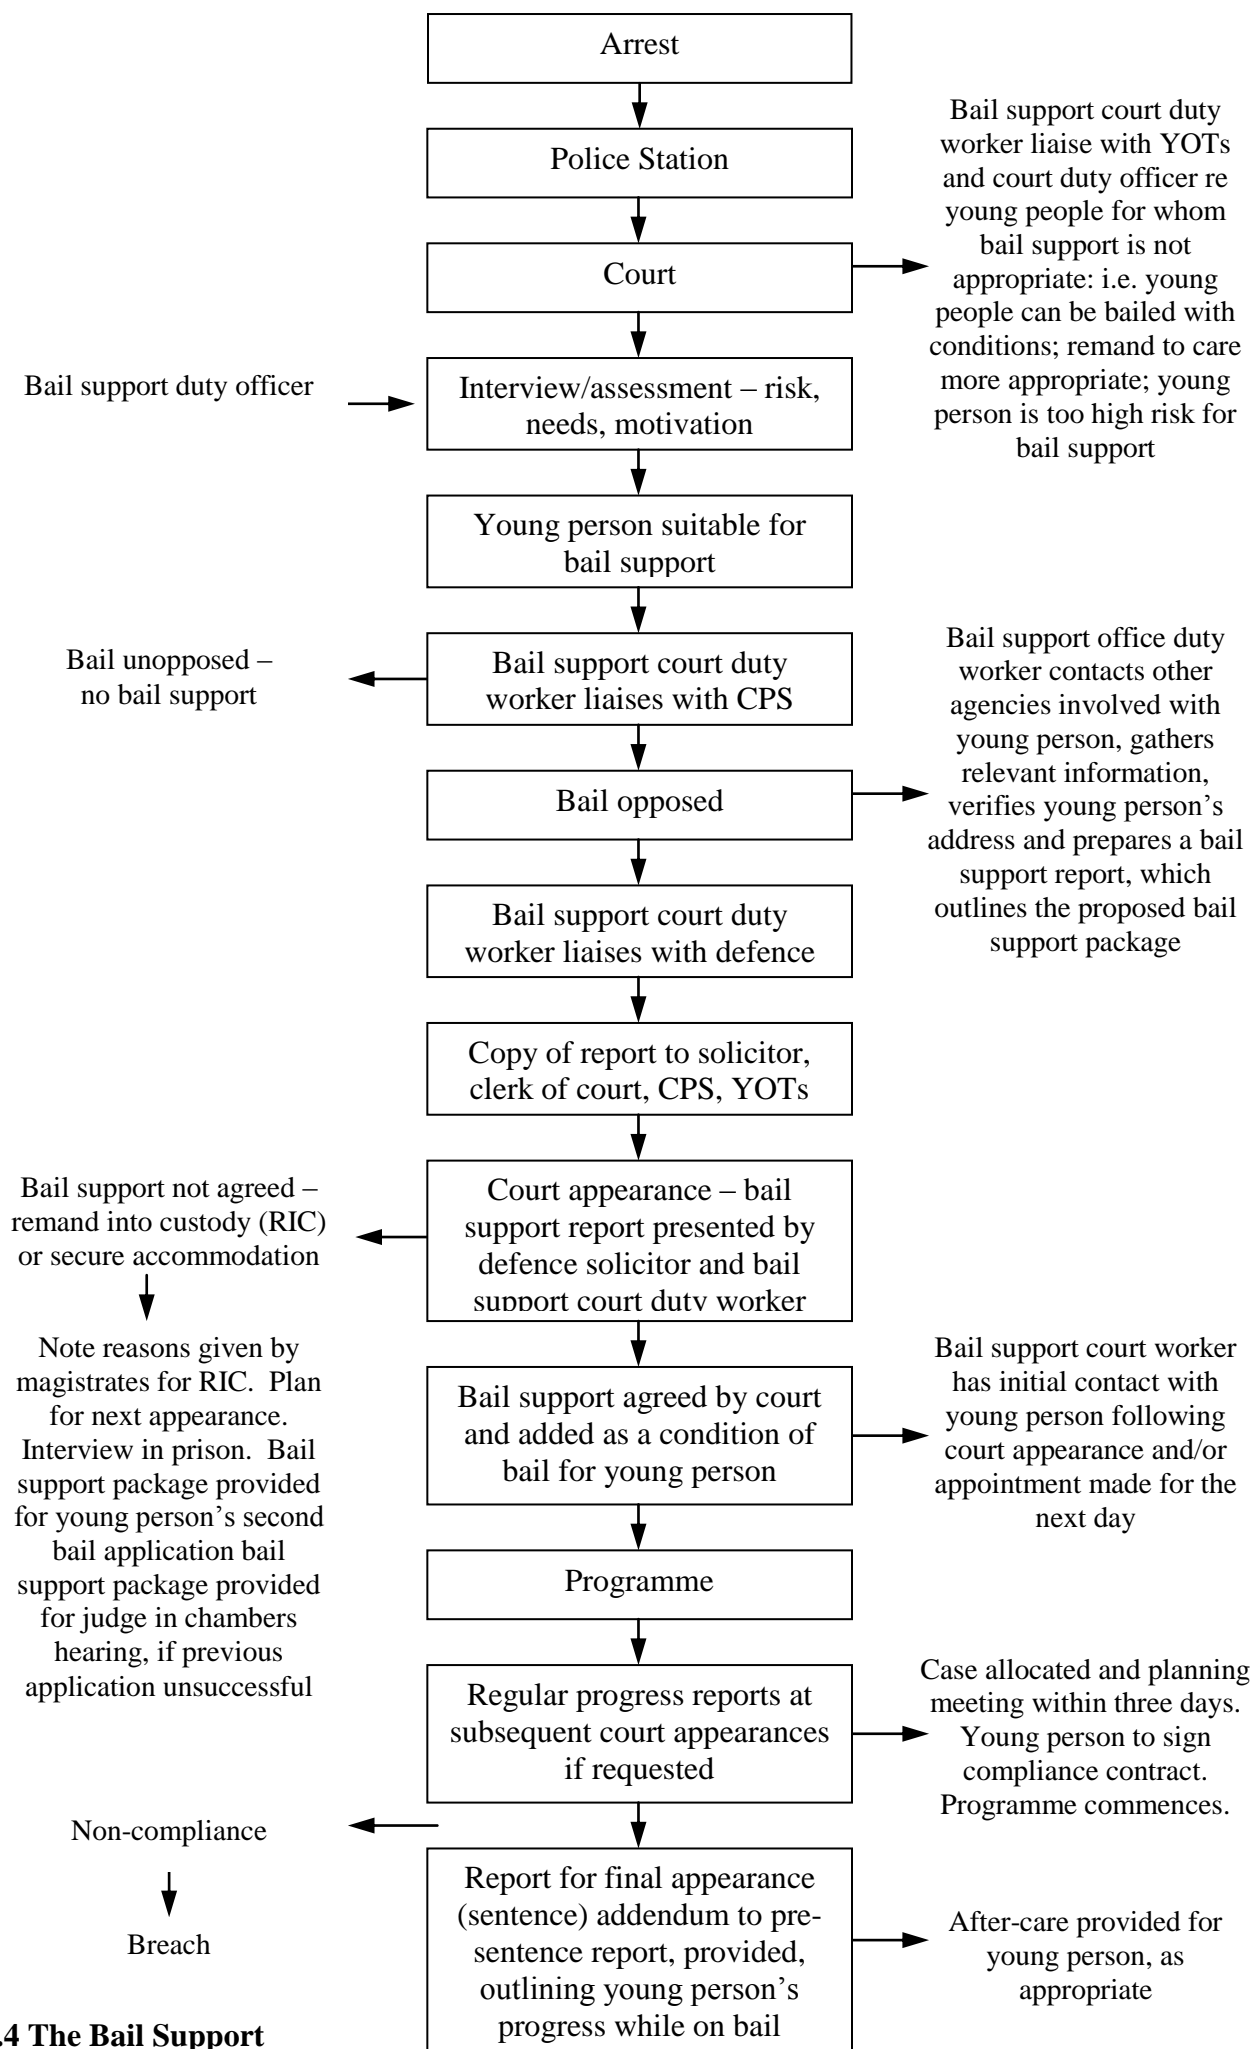 Arrest
Police Station
Court
Bail support court duty
worker liaise with YOTs
and court duty officer re
young people for whom
bail support is not
appropriate: i.e. young
people can be bailed with
conditions; remand to care
more appropriate; young
person is too high risk for
bail support
Bail support duty officer
Interview/assessment – risk,
needs, motivation
Young person suitable for
bail support
Bail unopposed –
no bail support
Bail support court duty
worker liaises with CPS
Bail opposed
Bail support office duty
worker contacts other
agencies involved with
young person, gathers
relevant information,
verifies young person’s
address and prepares a bail
support report, which
outlines the proposed bail
support package
Bail support court duty
worker liaises with defence
Copy of report to solicitor,
clerk of court, CPS, YOTs
Court appearance – bail
support report presented by
defence solicitor and bail
support court duty worker
Bail support not agreed –
remand into custody (RIC)
or secure accommodation
Note reasons given by
magistrates for RIC.  Plan
for next appearance.
Interview in prison.  Bail
support package provided
for young person’s second
bail application bail
support package provided
for judge in chambers
hearing, if previous
application unsuccessful
Bail support agreed by court
and added as a condition of
bail for young person
Bail support court worker
has initial contact with
young person following
court appearance and/or
appointment made for the
next day
Programme
Regular progress reports at
subsequent court appearances
if requested
Case allocated and planning
meeting within three days.
Young person to sign
compliance contract.
Programme commences.
Non-compliance
Breach
Report for final appearance
(sentence) addendum to pre-
sentence report, provided,
outlining young person’s
progress while on bail
After-care provided for
young person, as
appropriate
.4 The Bail Support